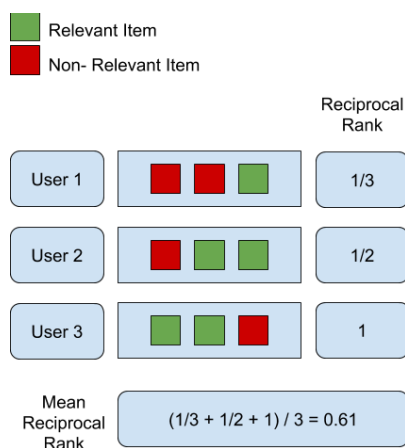 Relevant Item
Non- Relevant Item
Reciprocal
Rank
User 1
1/3
User 2
1/2
User 3
1
Mean
Reciprocal
Rank
(1/3 + 1/2 + 1) / 3 = 0.61